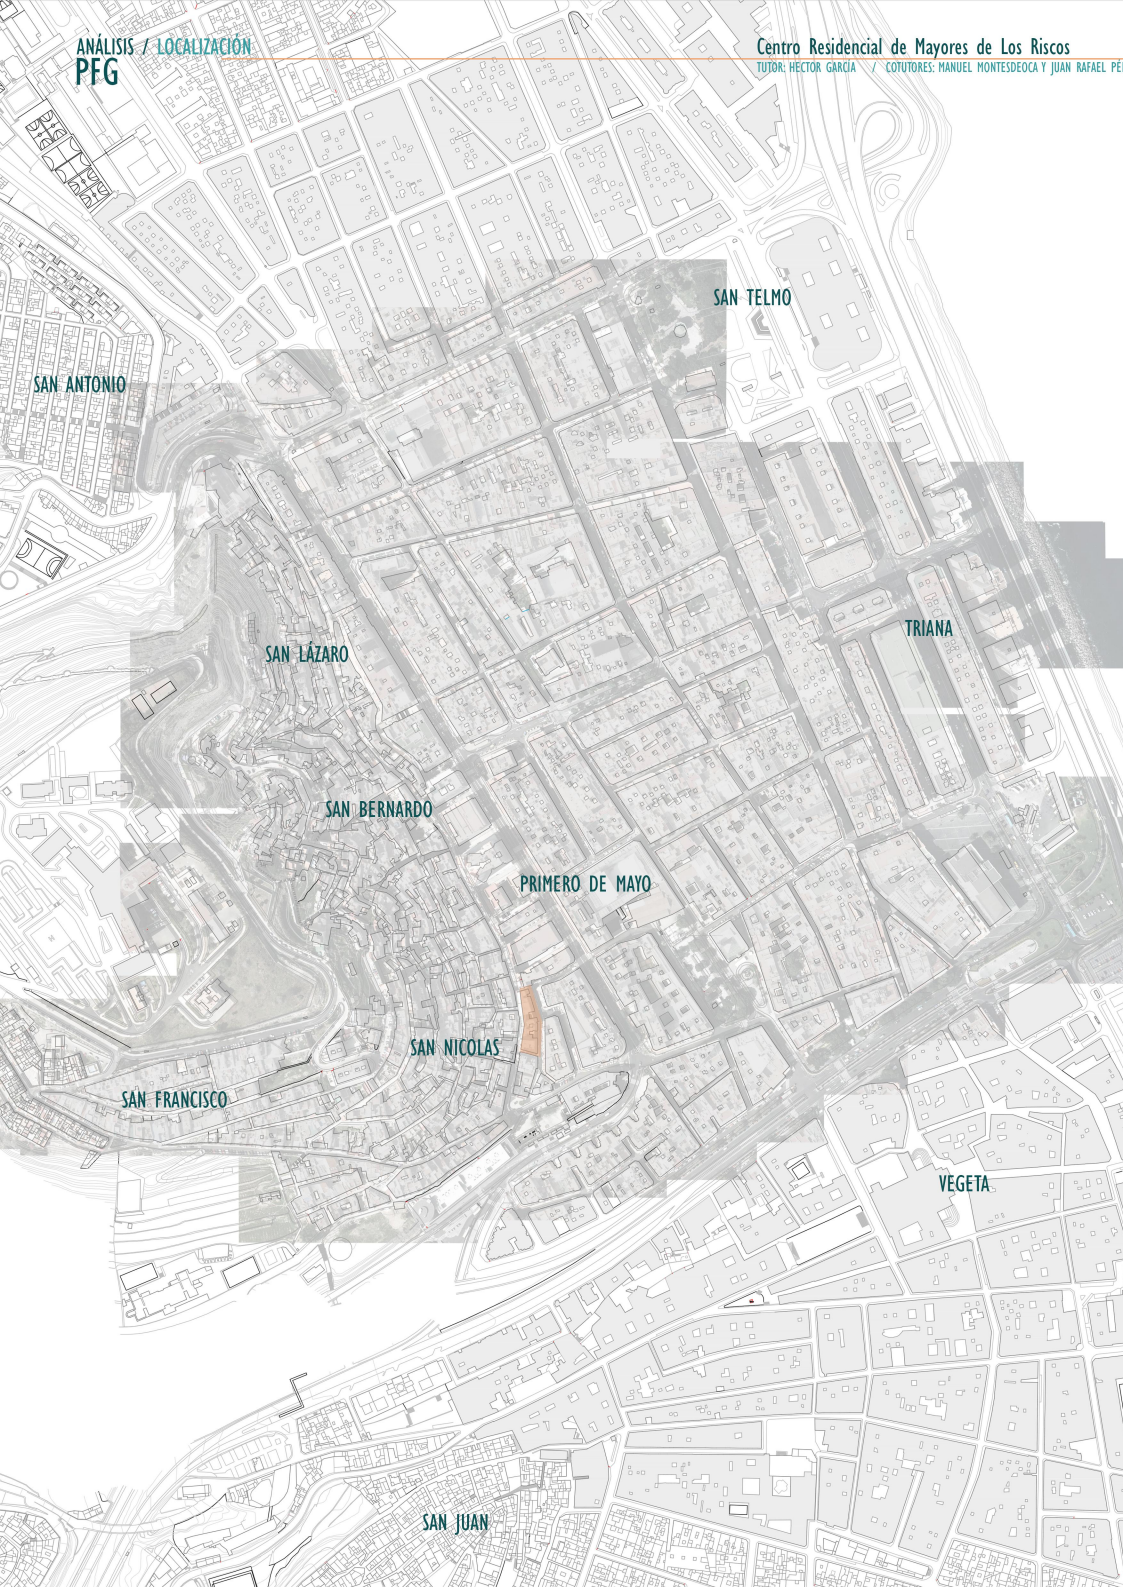 ANÁLISIS / LOCALIZACIÓN
PFG
Centro Residencial de Mayores de Los Riscos
TUTOR: HECTOR GARCÍA / COTUTORES: MANUEL MONTESDEOCA Y JUAN RAFAEL PÉ
SAN TELMO
SAN ANTONIO
TRIANA
SAN LÁZARO
SAN BERNARDO
PRIMERO DE MAYO
SAN NICOLAS
SAN FRANCISCO
VEGETA
SAN JUAN